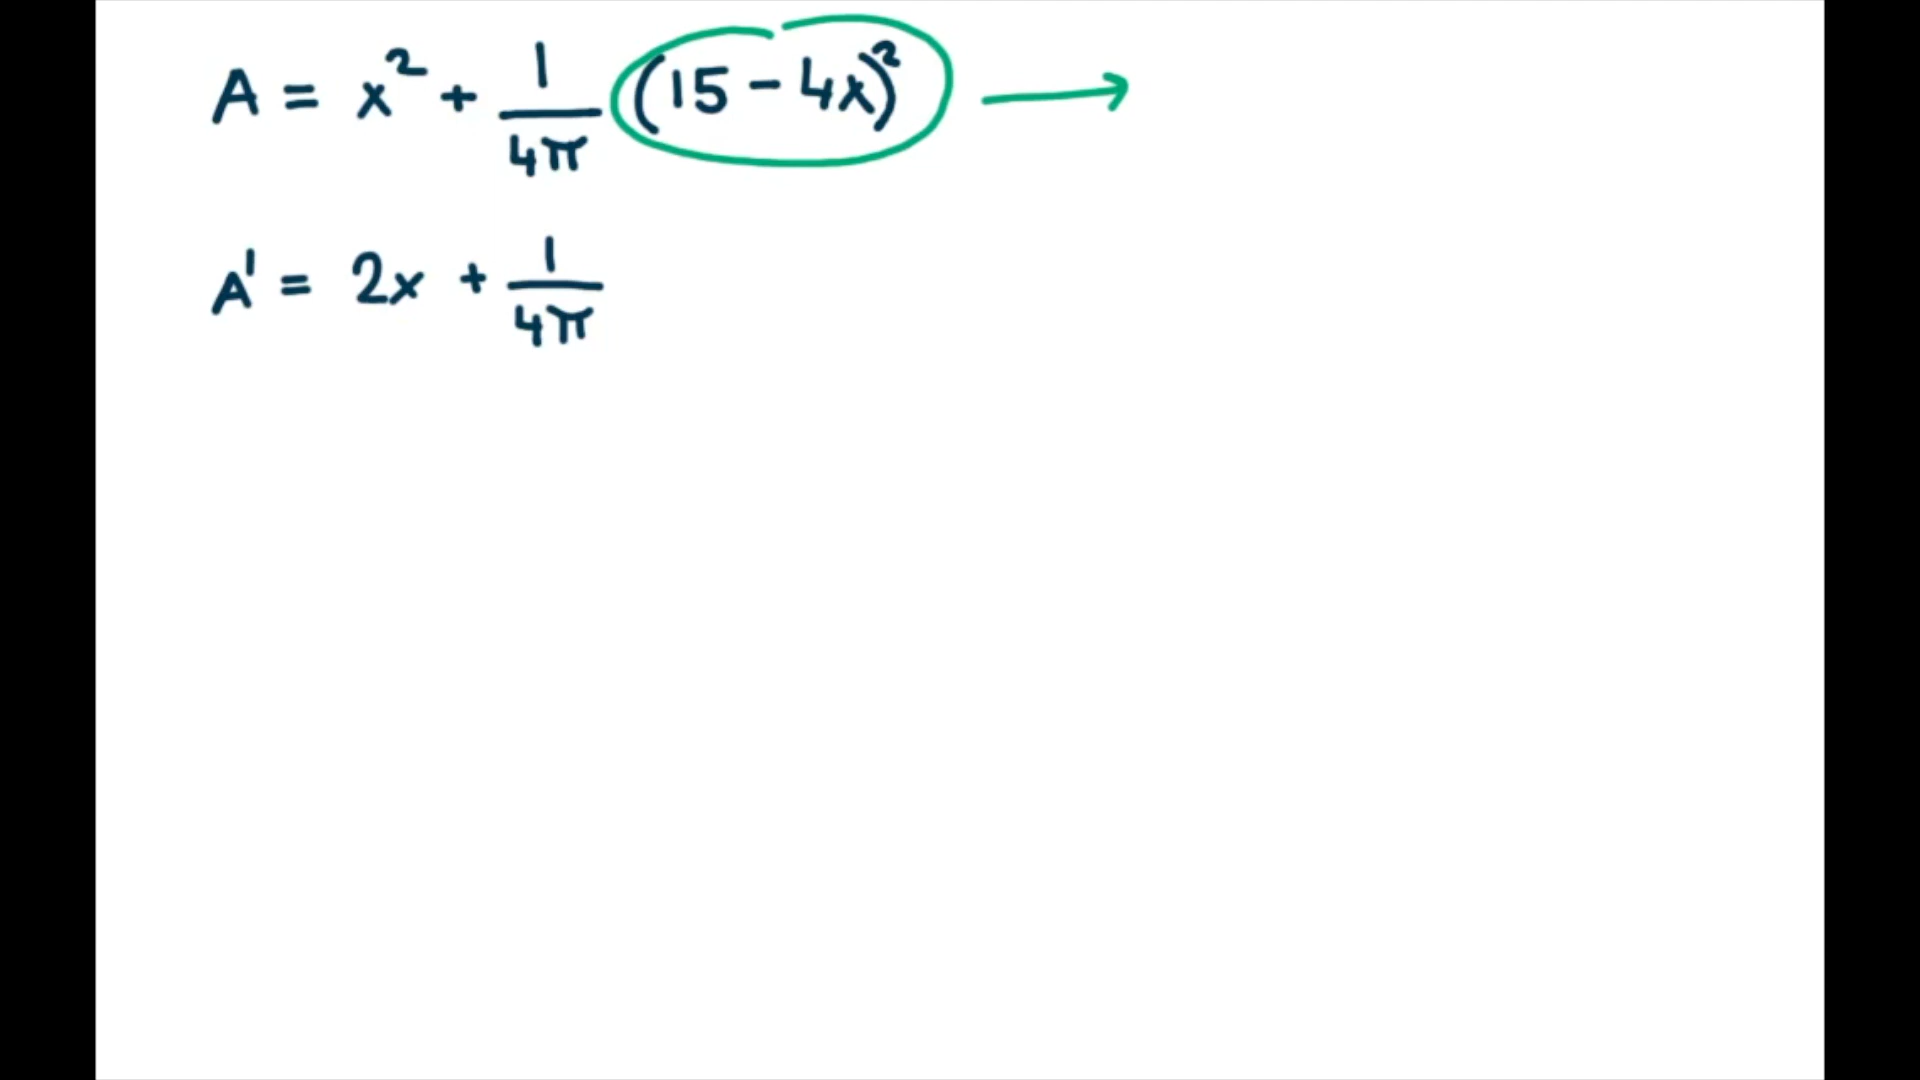 A = x² + 1/4π (15 - 4x)² →
A' = 2x + 1/4π